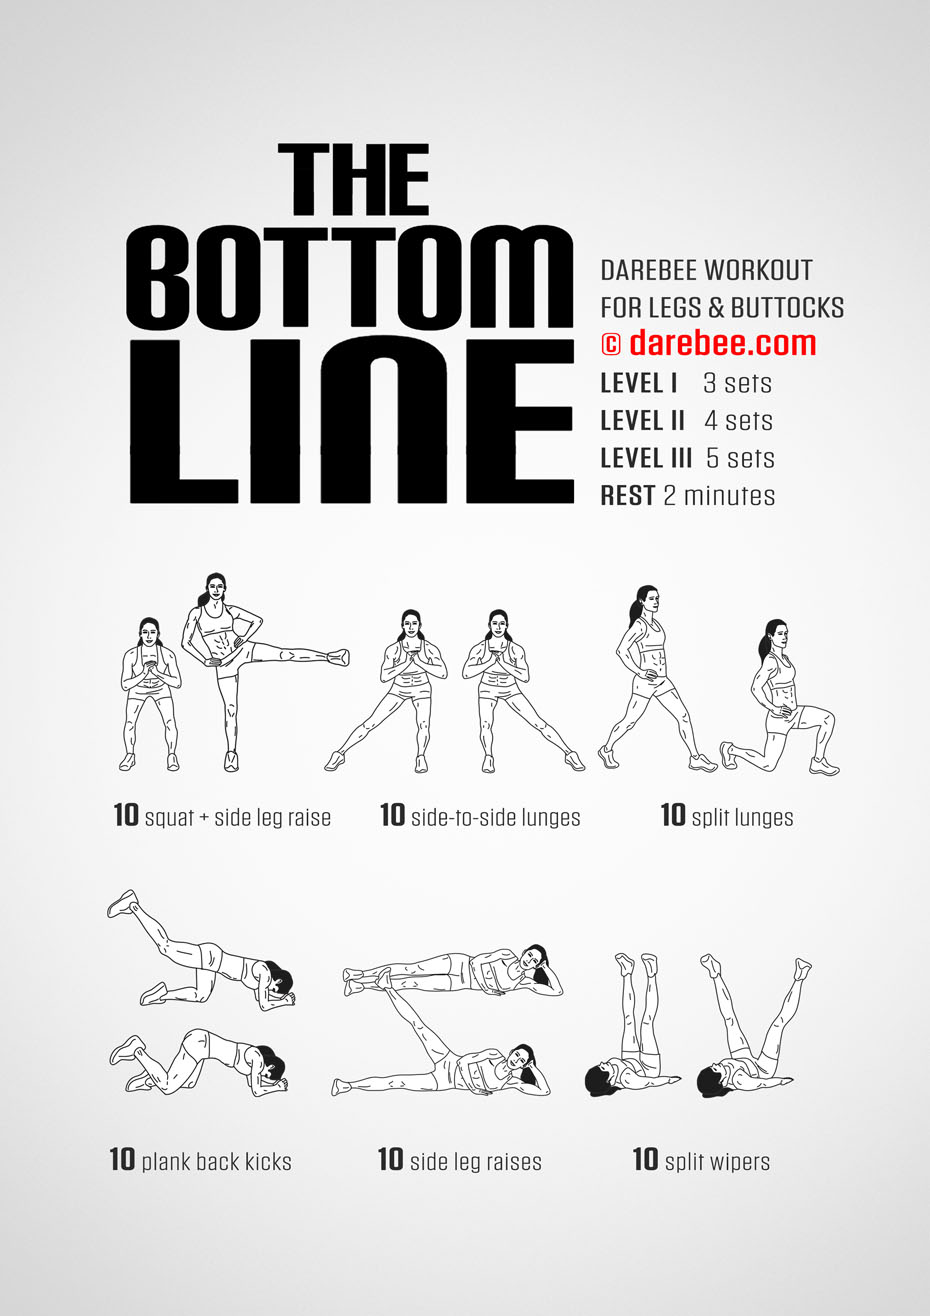 THE
BOTTOM
LINE
DAREBEE WORKOUT
FOR LEGS & BUTTOCKS
© darebee.com
LEVEL I 3 sets
LEVEL II 4 sets
LEVEL III 5 sets
REST 2 minutes
10 squat + side leg raise
10 side-to-side lunges
10 split lunges
10 plank back kicks
10 side leg raises
10 split wipers